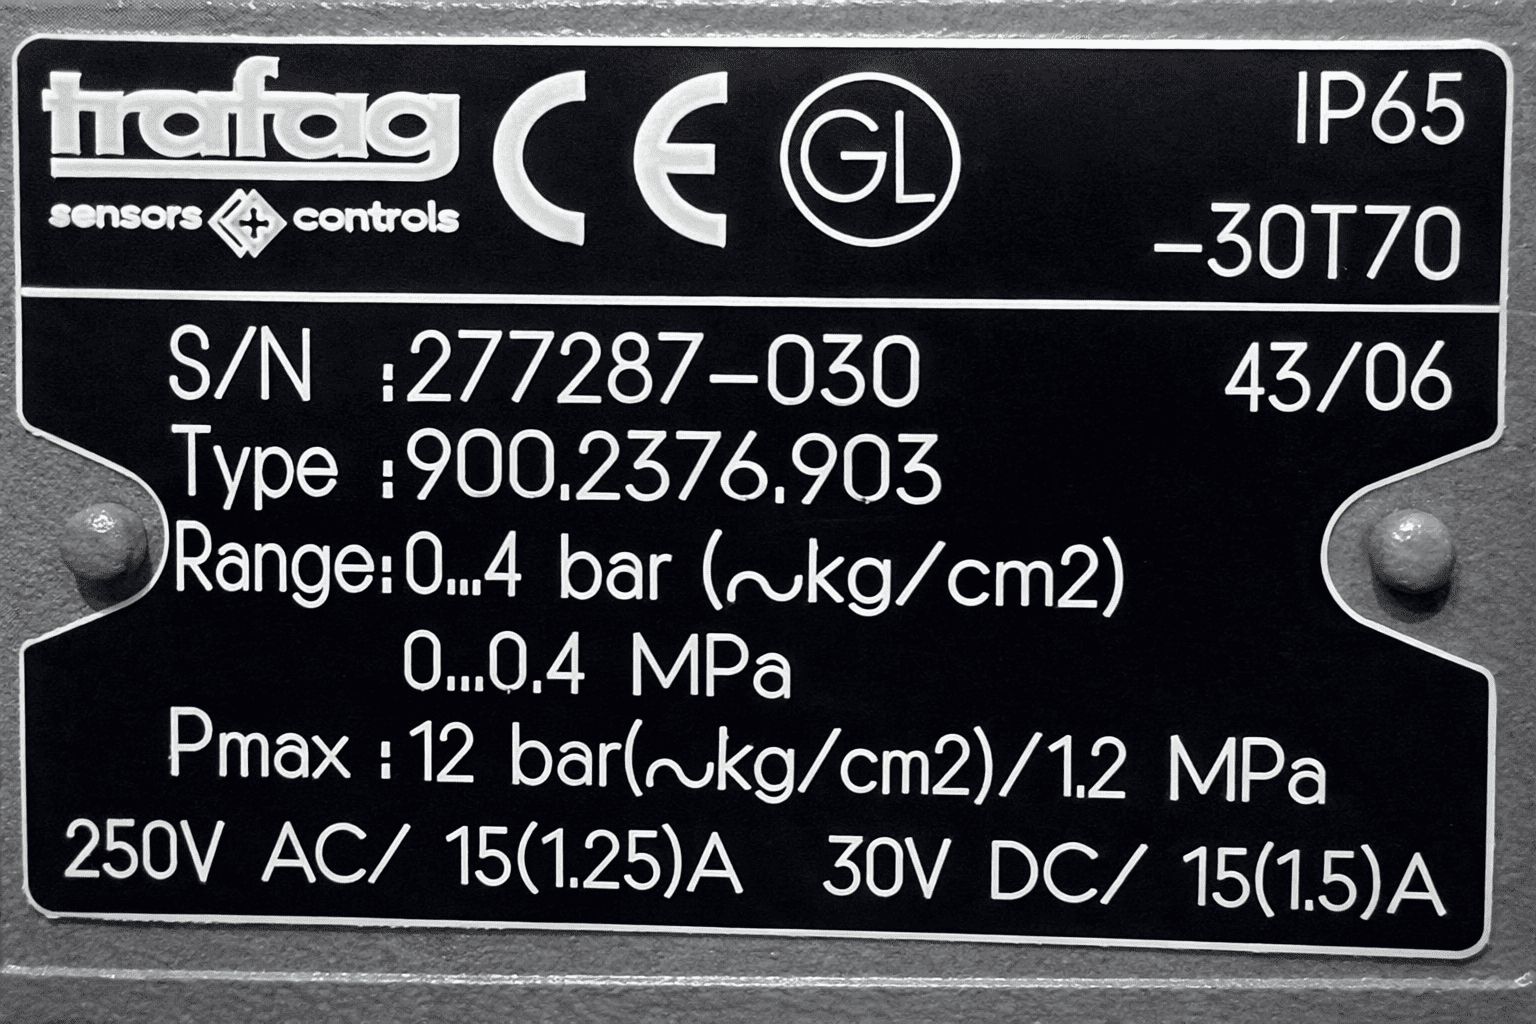 trafag CE GL IP65
sensors controls -30T70
S/N :277287-030 43/06
Type :900.2376.903
Range:0...4 bar (~kg/cm2)
0...0.4 MPa
Pmax :12 bar(~kg/cm2)/1.2 MPa
250V AC/ 15(1.25)A 30V DC/ 15(1.5)A